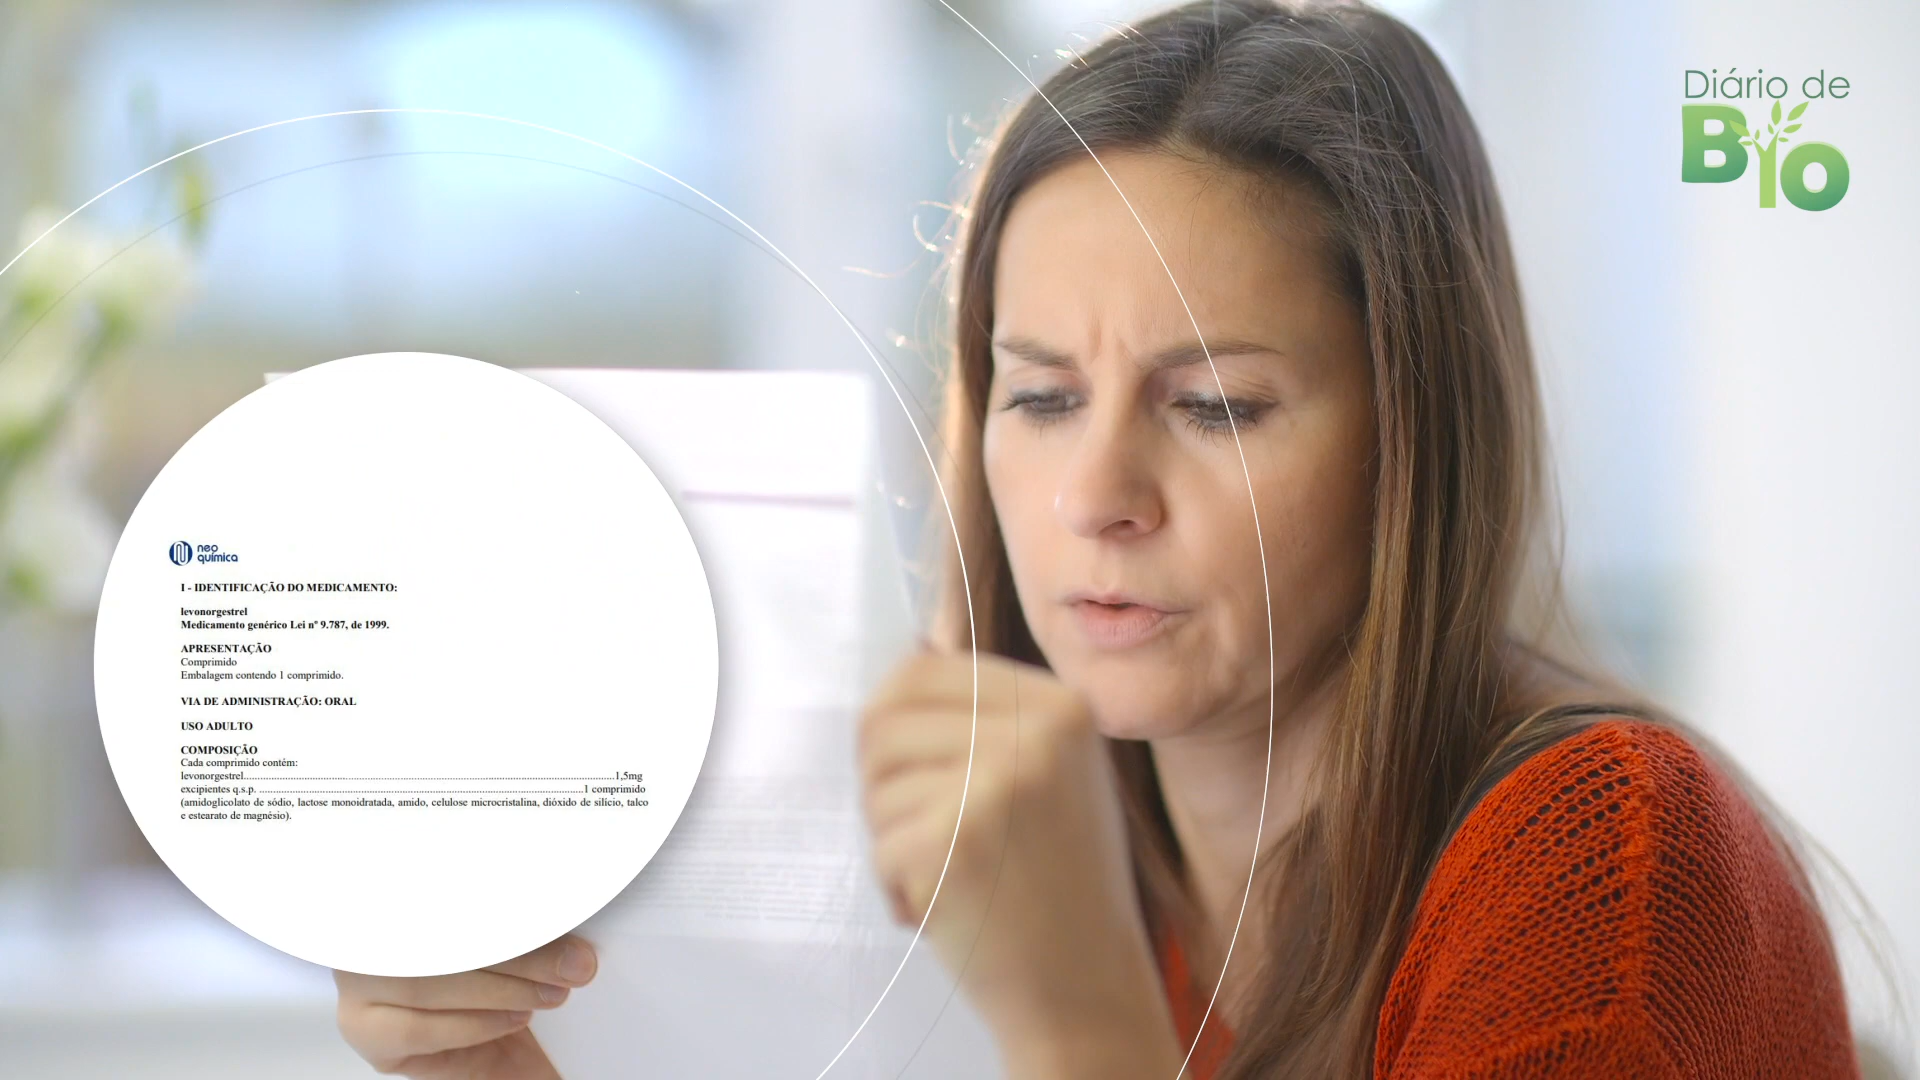 Diário de
BIO
neo
química
I - IDENTIFICAÇÃO DO MEDICAMENTO:
levonorgestrel
Medicamento genérico Lei nº 9.787, de 1999.
APRESENTAÇÃO
Comprimido
Embalagem contendo 1 comprimido.
VIA DE ADMINISTRAÇÃO: ORAL
USO ADULTO
COMPOSIÇÃO
Cada comprimido contém:
levonorgestrel..........................................................................................................................1,5mg
excipientes q.s.p. ...........................................................................................................1 comprimido
(amidoglicolato de sódio, lactose monoidratada, amido, celulose microcristalina, dióxido de silício, talco
e estearato de magnésio).